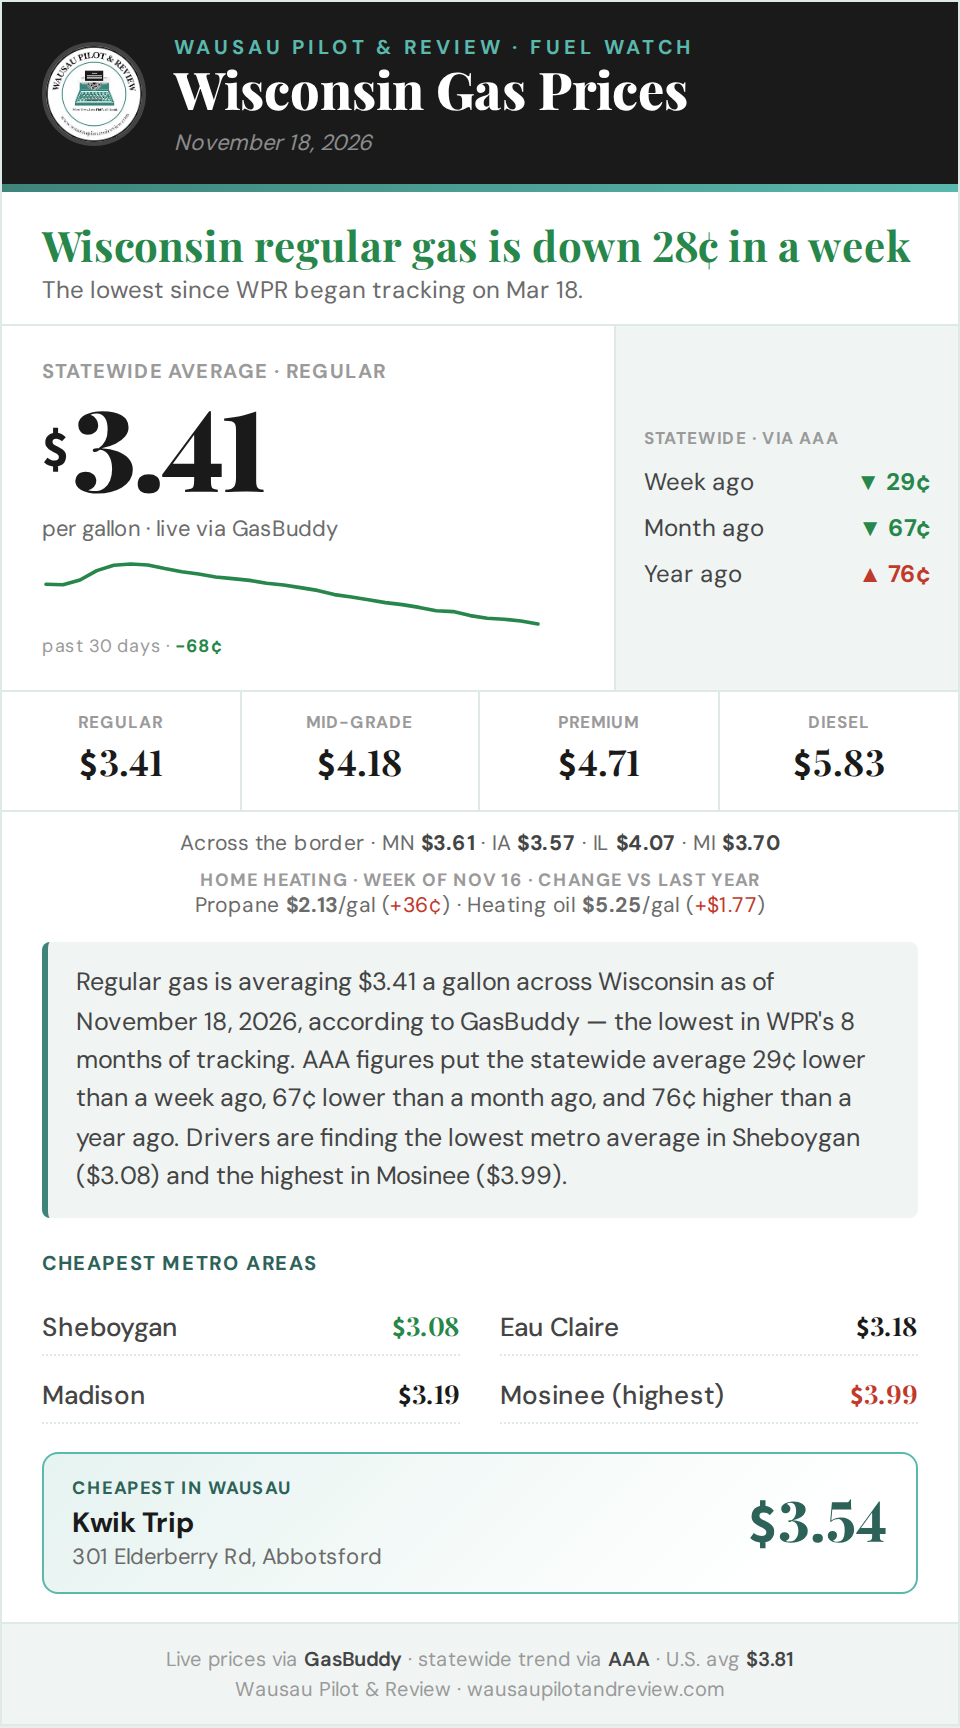 WAUSAU PILOT & REVIEW
WAUSAU PILOT & REVIEW · FUEL WATCH
Wisconsin Gas Prices
November 18, 2026
Wisconsin regular gas is down 28¢ in a week
The lowest since WPR began tracking on Mar 18.
STATEWIDE AVERAGE · REGULAR
$3.41
per gallon · live via GasBuddy
past 30 days · -68¢
STATEWIDE · VIA AAA
Week ago ▼ 29¢
Month ago ▼ 67¢
Year ago ▲ 76¢
REGULAR MID-GRADE PREMIUM DIESEL
$3.41 $4.18 $4.71 $5.83
Across the border · MN $3.61 · IA $3.57 · IL $4.07 · MI $3.70
HOME HEATING · WEEK OF NOV 16 · CHANGE VS LAST YEAR
Propane $2.13/gal (+36¢) · Heating oil $5.25/gal (+$1.77)
Regular gas is averaging $3.41 a gallon across Wisconsin as of
November 18, 2026, according to GasBuddy — the lowest in WPR's 8
months of tracking. AAA figures put the statewide average 29¢ lower
than a week ago, 67¢ lower than a month ago, and 76¢ higher than a
year ago. Drivers are finding the lowest metro average in Sheboygan
($3.08) and the highest in Mosinee ($3.99).
CHEAPEST METRO AREAS
Sheboygan $3.08 Eau Claire $3.18
Madison $3.19 Mosinee (highest) $3.99
CHEAPEST IN WAUSAU
Kwik Trip
301 Elderberry Rd, Abbotsford
$3.54
Live prices via GasBuddy · statewide trend via AAA · U.S. avg $3.81
Wausau Pilot & Review · wausaupilotandreview.com